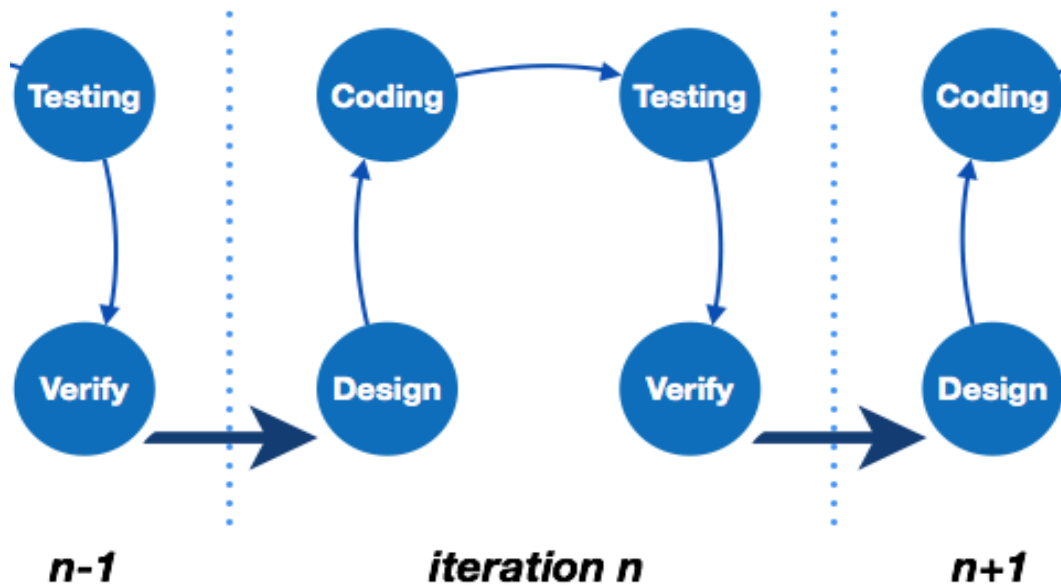 Testing
Coding
Testing
Coding
Verify
Design
Verify
Design
n-1
iteration n
n+1